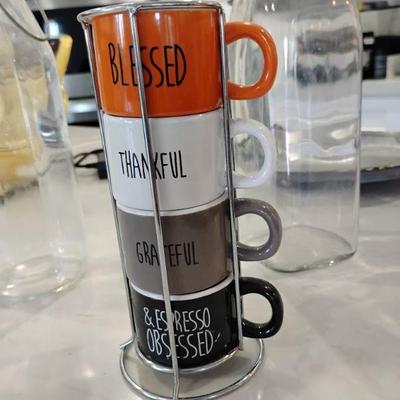 BLESSED
THANKFUL
GRATEFUL
& ESPRESSO
OBSESSED